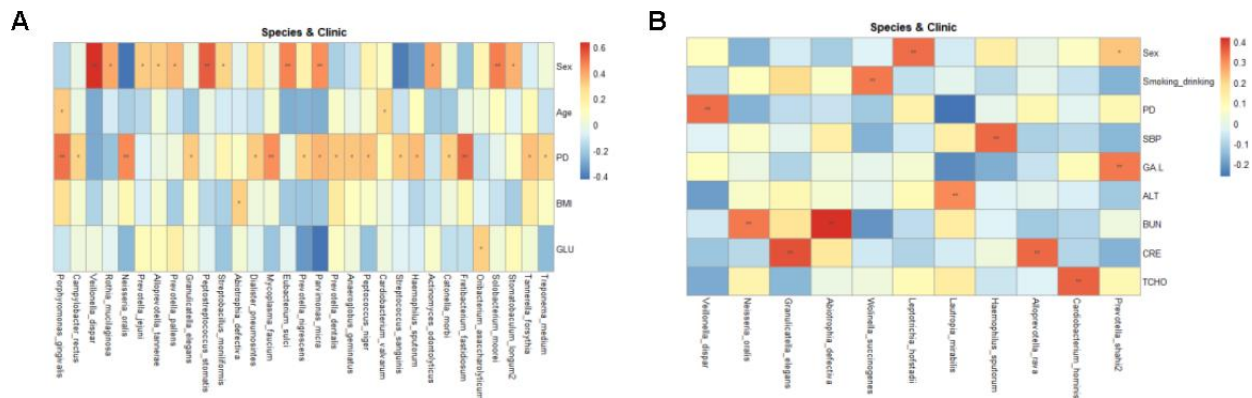 A
Species & Clinic
Sex
Age
PD
BMI
GLU
0.6
0.4
0.2
0
-0.2
-0.4
Porphyromonas_gingivalis
Campylobacter_rectus
Veillonella_dispar
Rothia_mucilaginosa
Neisseria_oralis
Prevotella_jejuni
Alloprevotella_tannerae
Prevotella_pallens
Granulicatella_elegans
Peptostreptococcus_stomatis
Streptobacillus_moniliformis
Abiotrophia_defectiva
Dialister_pneumosintes
Mycoplasma_faucium
Eubacterium_sulci
Prevotella_nigrescens
Parvimonas_micra
Prevotella_dentalis
Anaeroglobus_geminatus
Peptococcus_niger
Cardiobacterium_valvarum
Streptococcus_sanguinis
Haemophilus_sputorum
Actinomyces_odontolyticus
Catonella_morbi
Fretibacterium_fastidiosum
Oribacterium_asaccharolyticum
Solobacterium_moorei
Stomatobaculum_longum2
Tannerella_forsythia
Treponema_medium
B
Species & Clinic
Sex
Smoking_drinking
PD
SBP
GA.L
ALT
BUN
CRE
TCHO
0.4
0.3
0.2
0.1
0
-0.1
-0.2
Veillonella_dispar
Neisseria_oralis
Granulicatella_elegans
Abiotrophia_defectiva
Wolinella_succinogenes
Leptotrichia_hofstadii
Lautropia_mirabilis
Haemophilus_sputorum
Alloprevotella_rava
Cardiobacterium_hominis
Prevotella_shahii2